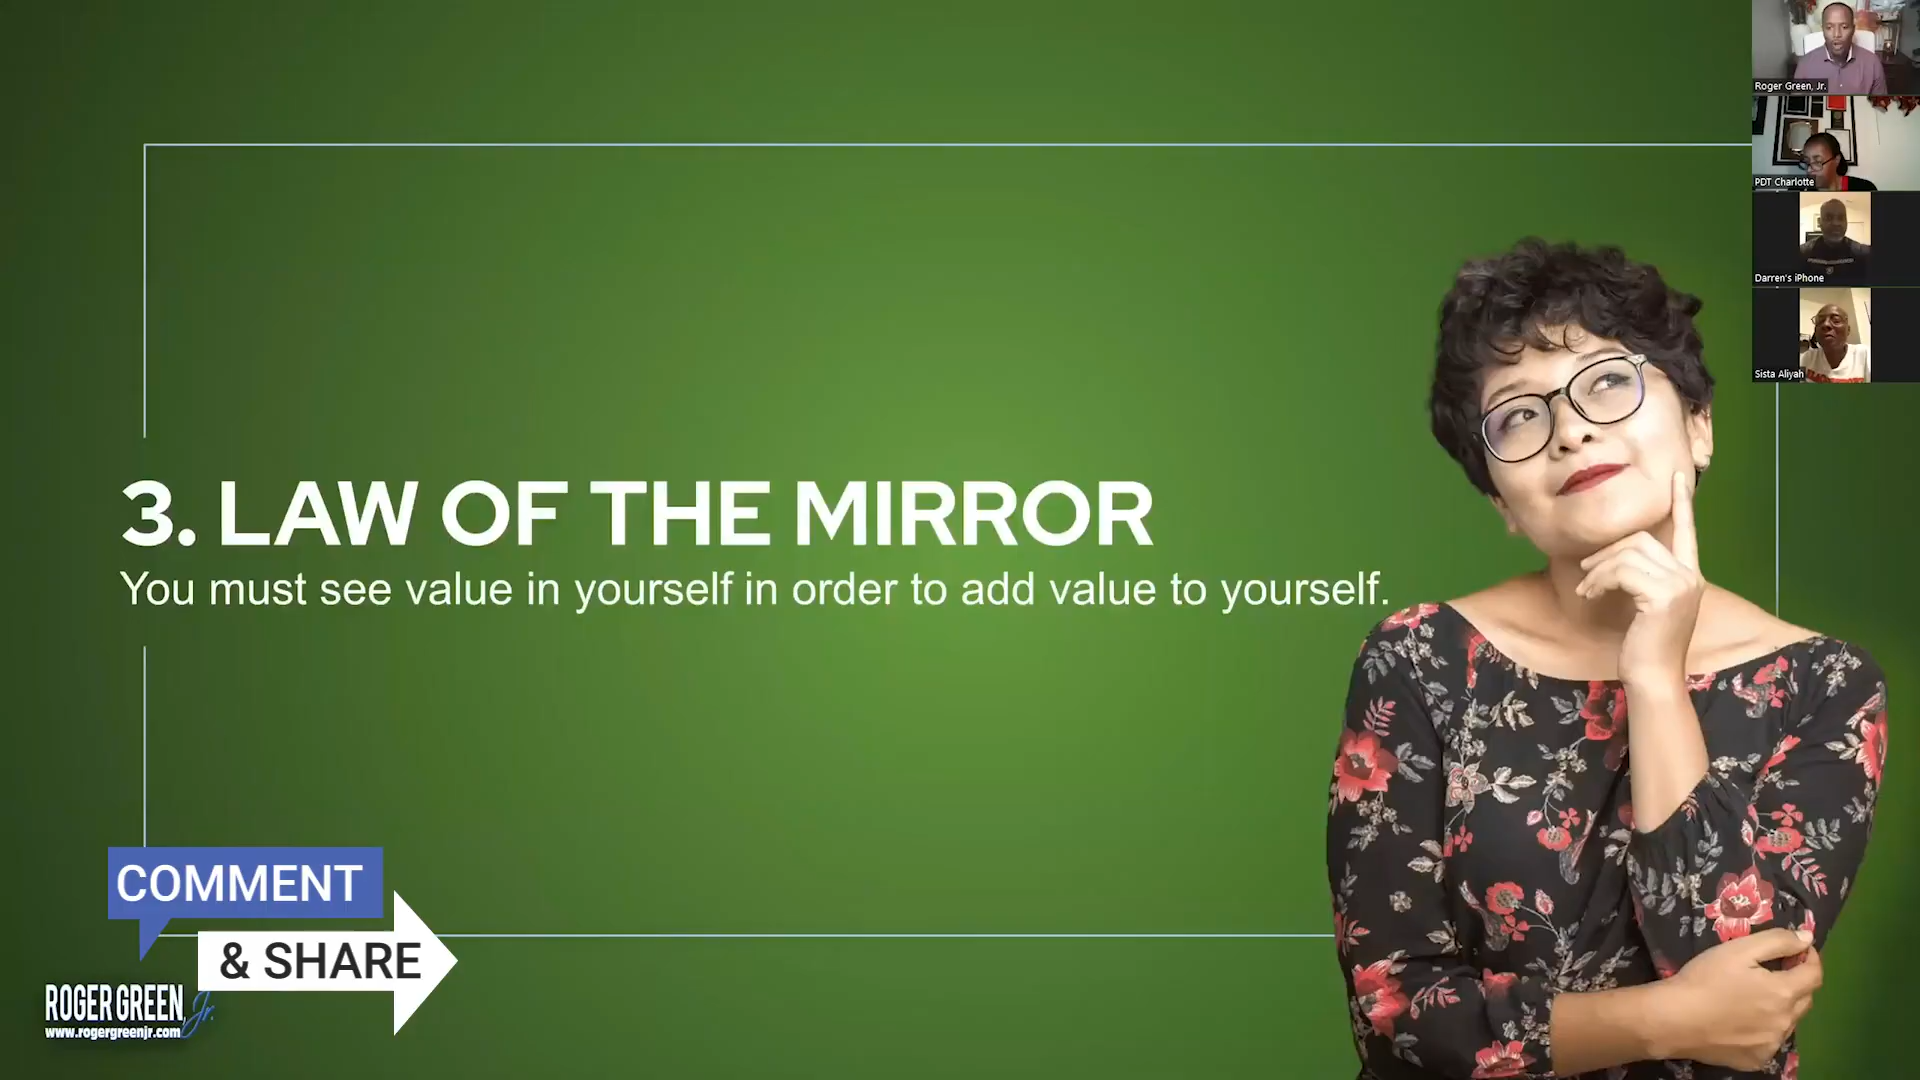 Roger Green, Jr.
PDT Charlotte
Darren's iPhone
Sista Aliyah
3. LAW OF THE MIRROR
You must see value in yourself in order to add value to yourself.
COMMENT
& SHARE
ROGER GREEN, Jr.
www.rogergreenjr.com